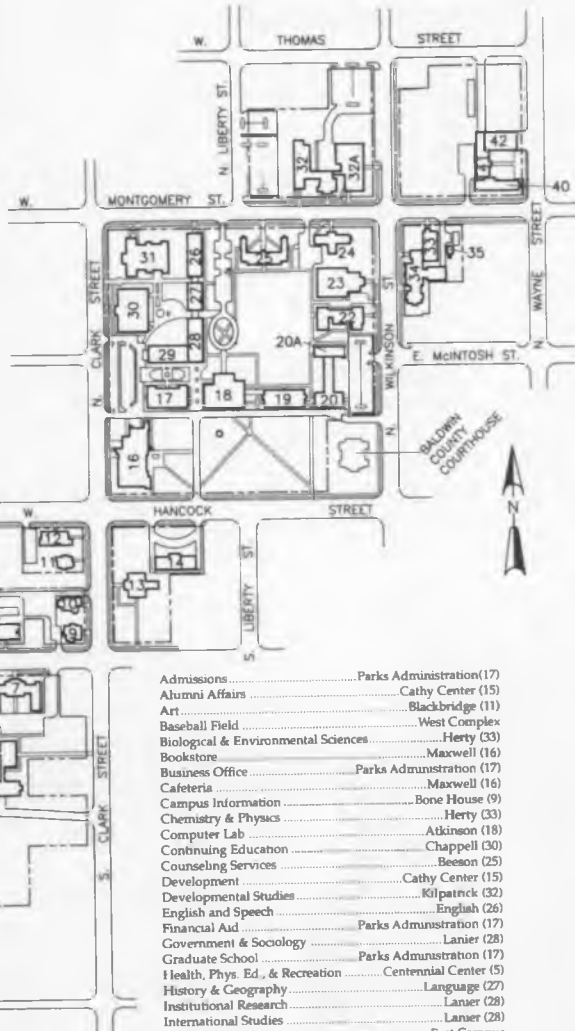 W. THOMAS STREET
N. LIBERTY ST.
42
41
40
32
32A
W. MONTGOMERY ST.
N. CLARK STREET
31
26
25
24
33
35
34
N. WAYNE STREET
27
23
30
28
22
20A
29
N. WILKINSON ST.
E. McINTOSH ST.
17
18
19
20
16
BALDWIN
COUNTY
COURTHOUSE
N
W. HANCOCK STREET
12
11
14
13
S. LIBERTY ST.
9
7
S. CLARK STREET
Admissions Parks Administration(17)
Alumni Affairs Cathy Center (15)
Art Blackbridge (11)
Baseball Field West Complex
Biological & Environmental Sciences Herty (33)
Bookstore Maxwell (16)
Business Office Parks Administration (17)
Cafeteria Maxwell (16)
Campus Information Bone House (9)
Chemistry & Physics Herty (33)
Computer Lab Atkinson (18)
Continuing Education Chappell (30)
Counseling Services Beeson (25)
Development Cathy Center (15)
Developmental Studies Kilpatrick (32)
English and Speech English (26)
Financial Aid Parks Administration (17)
Government & Sociology Lanier (28)
Graduate School Parks Administration (17)
Health, Phys. Ed., & Recreation Centennial Center (5)
History & Geography Language (27)
Institutional Research Lanier (28)
International Studies Lanier (28)